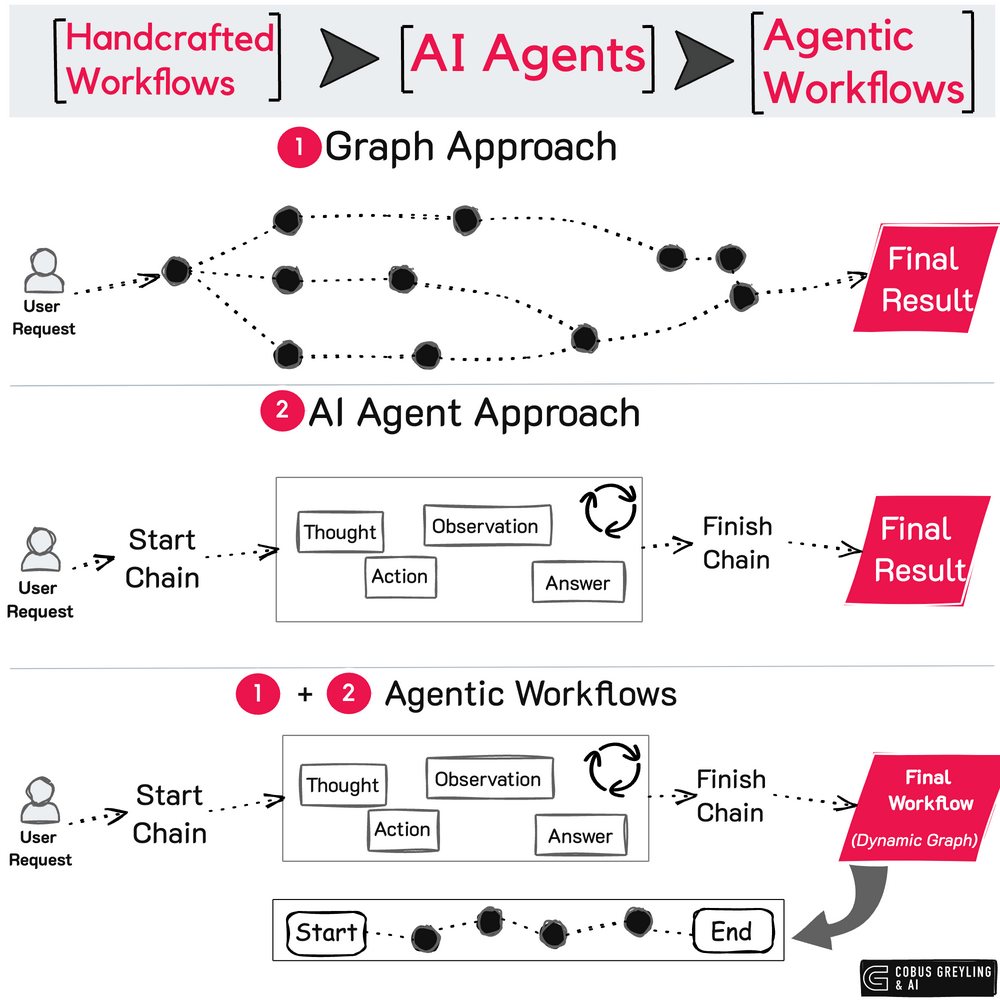 Handcrafted
Workflows
AI Agents
Agentic
Workflows
1 Graph Approach
User
Request
Final
Result
2 AI Agent Approach
User
Request
Start
Chain
Thought
Observation
Action
Answer
Finish
Chain
Final
Result
1 + 2 Agentic Workflows
User
Request
Start
Chain
Thought
Observation
Action
Answer
Finish
Chain
Final
Workflow
(Dynamic Graph)
Start
End
COBUS GREYLING
& AI